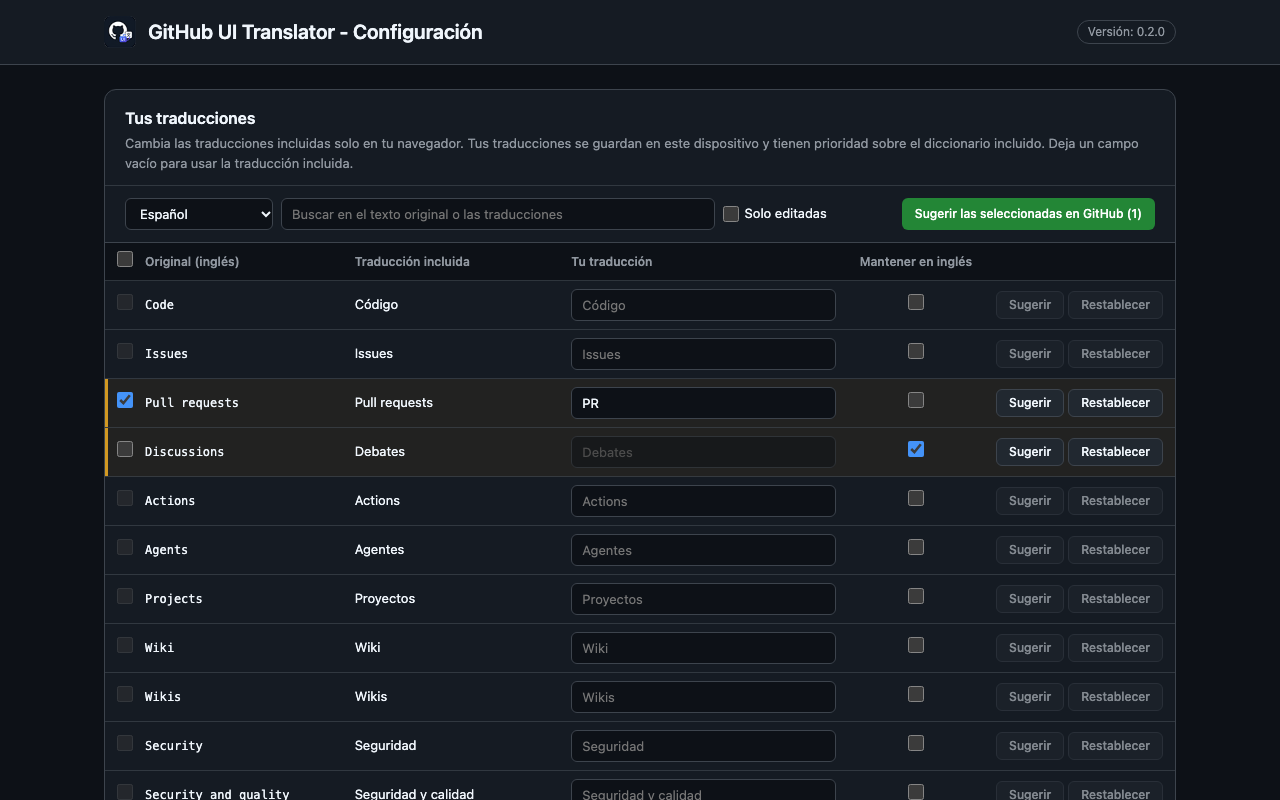 GitHub UI Translator - Configuración
Versión: 0.2.0
Tus traducciones
Cambia las traducciones incluidas solo en tu navegador. Tus traducciones se guardan en este dispositivo y tienen prioridad sobre el diccionario incluido. Deja un campo
vacío para usar la traducción incluida.
Español
Buscar en el texto original o las traducciones
Solo editadas
Sugerir las seleccionadas en GitHub (1)
Original (inglés) Traducción incluida Tu traducción Mantener en inglés
Code Código Código Sugerir Restablecer
Issues Issues Issues Sugerir Restablecer
Pull requests Pull requests PR Sugerir Restablecer
Discussions Debates Debates Sugerir Restablecer
Actions Actions Actions Sugerir Restablecer
Agents Agentes Agentes Sugerir Restablecer
Projects Proyectos Proyectos Sugerir Restablecer
Wiki Wiki Wiki Sugerir Restablecer
Wikis Wikis Wikis Sugerir Restablecer
Security Seguridad Seguridad Sugerir Restablecer
Security and quality Seguridad y calidad Seguridad y calidad Sugerir Restablecer